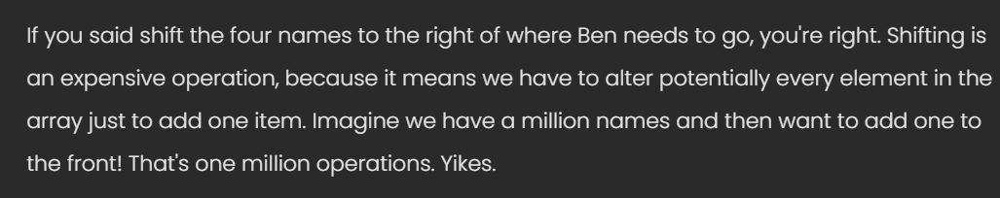 If you said shift the four names to the right of where Ben needs to go, you're right. Shifting is
an expensive operation, because it means we have to alter potentially every element in the
array just to add one item. Imagine we have a million names and then want to add one to
the front! That's one million operations. Yikes.